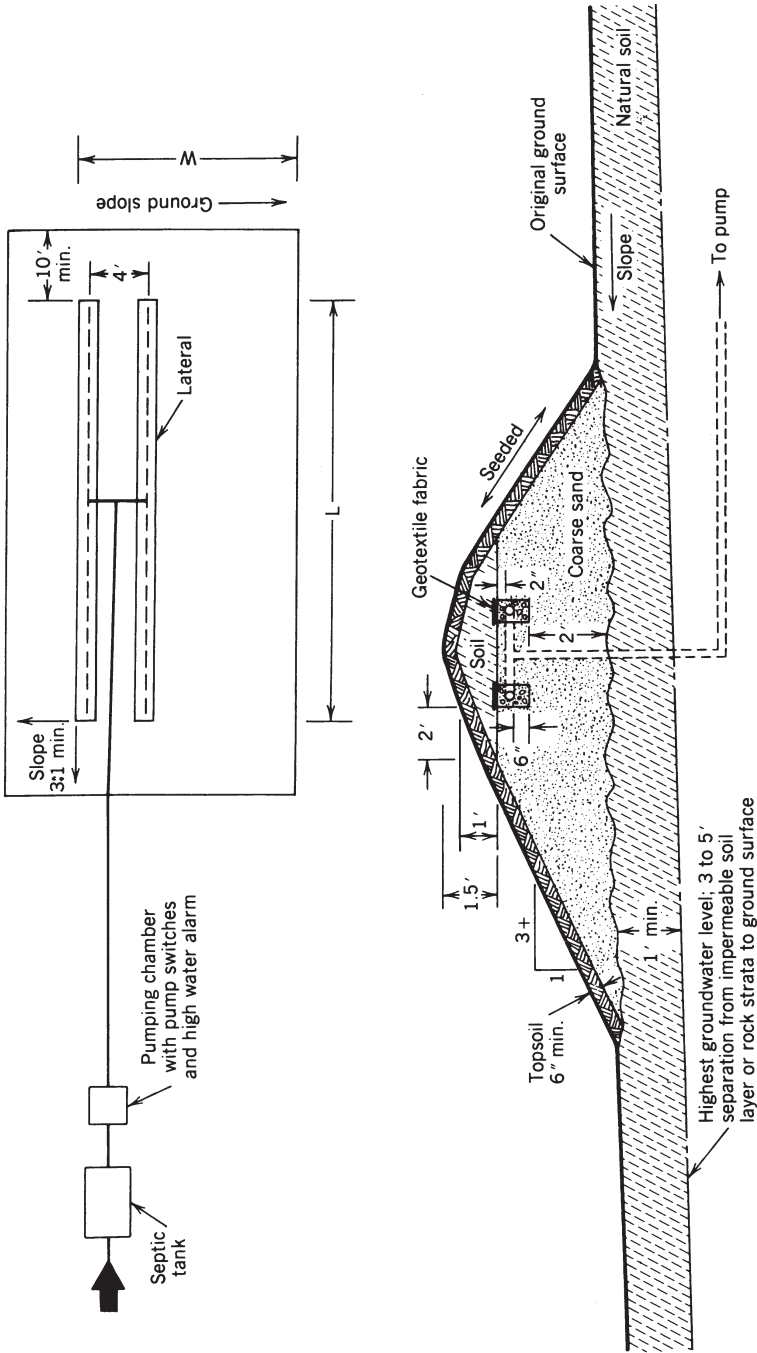 Septic
tank
Pumping chamber
with pump switches
and high water alarm
Slope
3:1 min.
10′
min.
4′
Lateral
L
W
Ground slope
Geotextile fabric
Seeded
Original ground
surface
Slope
Natural soil
Soil
Coarse sand
2″
2′
6″
2′
1′
1.5′
3+
1
Topsoil
6″ min.
1′ min.
To pump
Highest groundwater level; 3 to 5′
separation from impermeable soil
layer or rock strata to ground surface